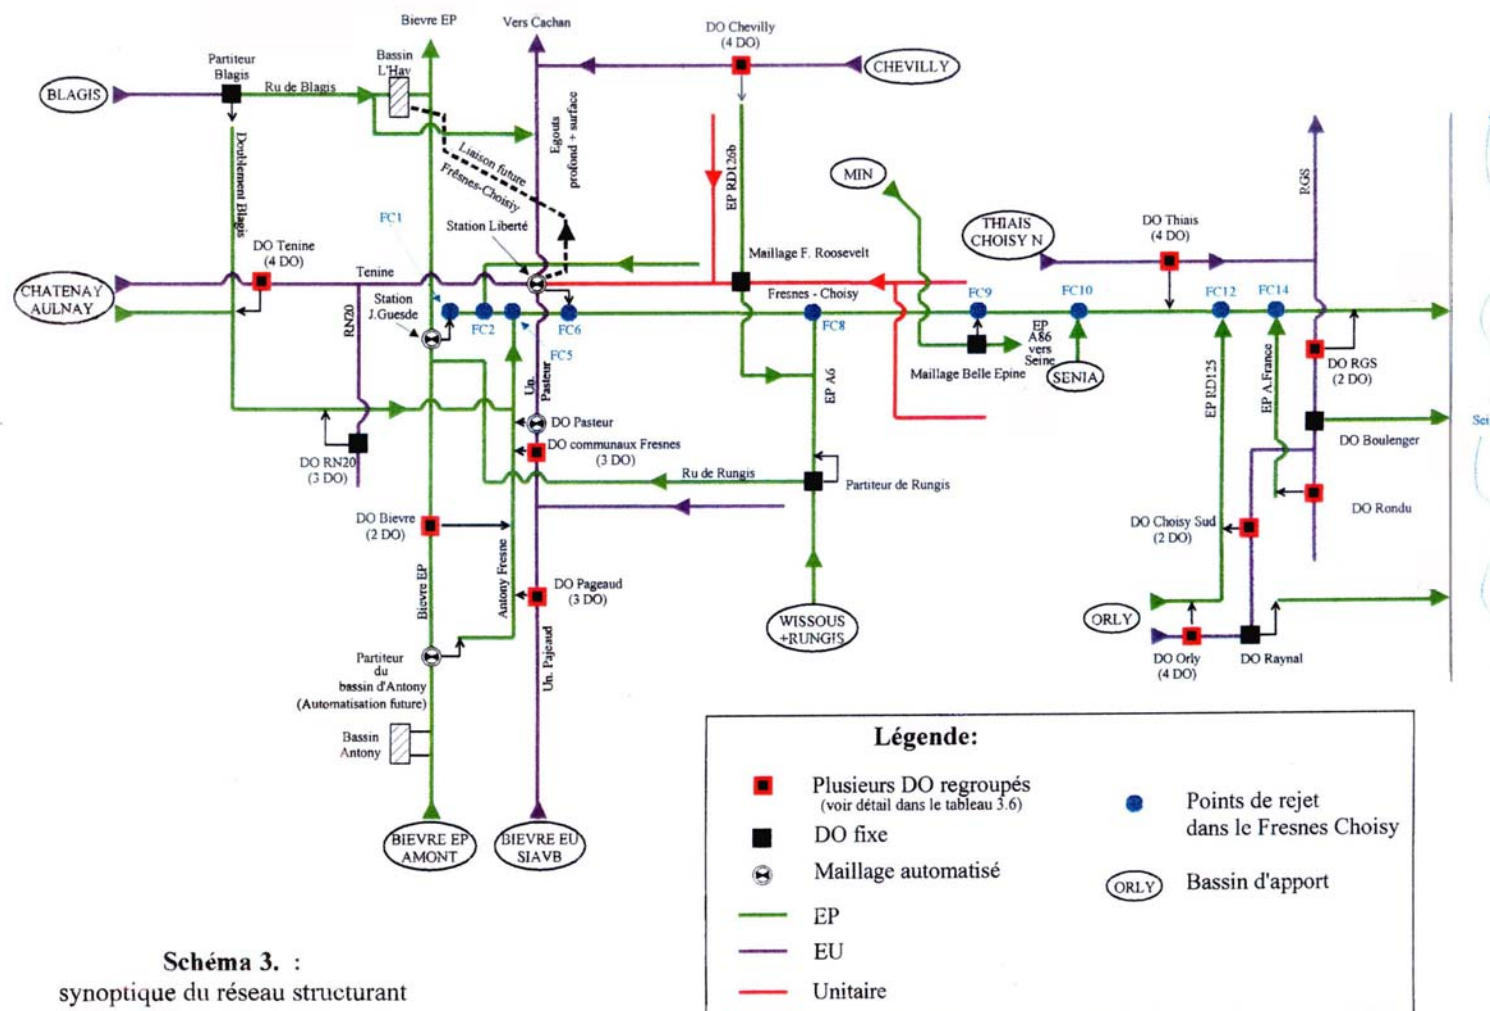 Bievre EP
Vers Cachan
DO Chevilly
(4 DO)
Partiteur
Blagis
Bassin
L'Hay
BLAGIS
Ru de Blagis
CHEVILLY
Doublement Blagis
Liaison future
Frèsnes-Choisiy
Egouts
profond + surface
EP RD126b
MIN
RGS
FC1
Station Liberté
THIAIS
CHOISY N
DO Thiais
(4 DO)
DO Tenine
(4 DO)
Maillage F. Roosevelt
CHATENAY
AULNAY
Tenine
Station
J.Guesde
RN20
Fresnes - Choisy
FC2
FC5
FC6
FC8
FC9
FC10
FC12
FC14
EP
A86
vers
Seine
Maillage Belle Epine
SENIA
Un.
Pasteur
EP A6
EP RD125
EP A.France
DO RGS
(2 DO)
DO Pasteur
DO communaux Fresnes
(3 DO)
DO Boulenger
Sei
DO RN20
(3 DO)
Ru de Rungis
Partiteur de Rungis
DO Rondu
DO Bievre
(2 DO)
DO Choisy Sud
(2 DO)
Bievre EP
Antony Fresne
DO Pageaud
(3 DO)
Un. Pajeaud
WISSOUS
+RUNGIS
ORLY
DO Orly
(4 DO)
DO Raynal
Partiteur
du
bassin d'Antony
(Automatisation future)
Bassin
Antony
BIEVRE EP
AMONT
BIEVRE EU
SIAVB
Légende:
Plusieurs DO regroupés
(voir détail dans le tableau 3.6)
DO fixe
Maillage automatisé
EP
EU
Unitaire
Points de rejet
dans le Fresnes Choisy
ORLY
Bassin d'apport
Schéma 3. :
synoptique du réseau structurant